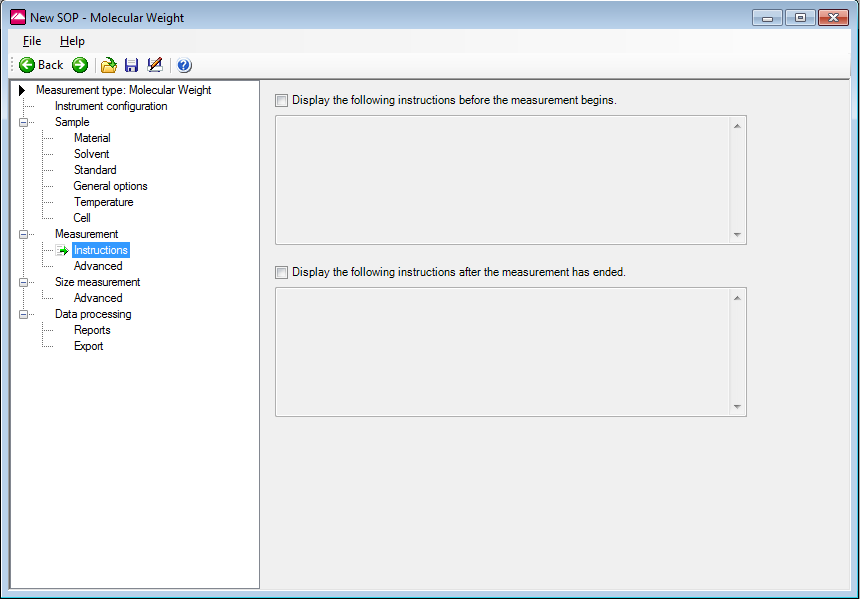 New SOP - Molecular Weight
File Help
Back
Measurement type: Molecular Weight
Instrument configuration
Sample
Material
Solvent
Standard
General options
Temperature
Cell
Measurement
Instructions
Advanced
Size measurement
Advanced
Data processing
Reports
Export
Display the following instructions before the measurement begins.
Display the following instructions after the measurement has ended.